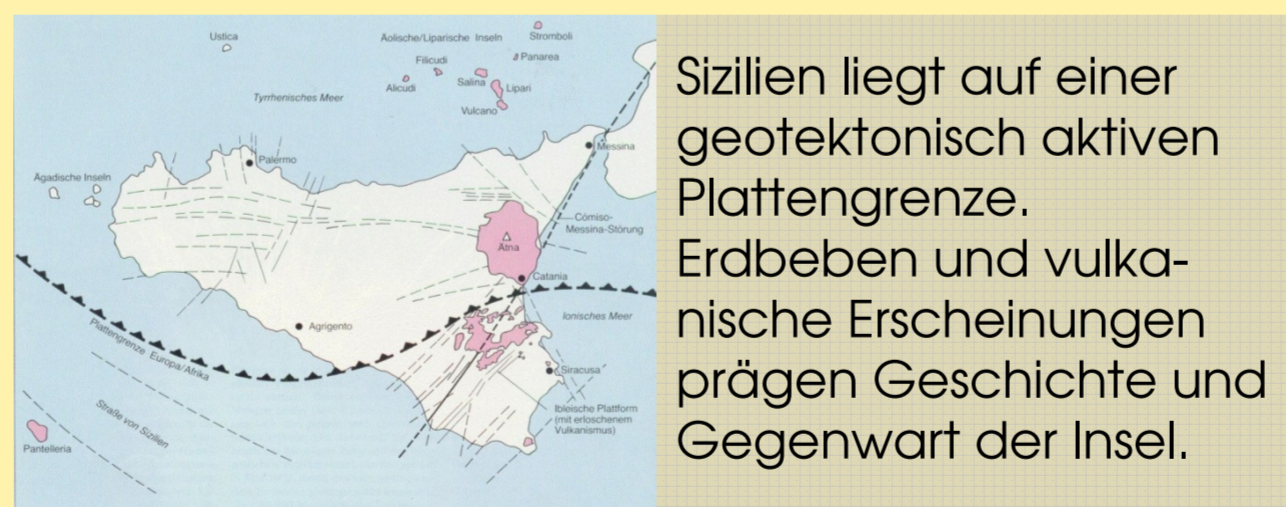 Ustica
Äolische/Liparische Inseln
Stromboli
Panarea
Filicudi
Alicudi
Salina
Lipari
Vulcano
Tyrrhenisches Meer
Messina
Palermo
Ägadische Inseln
Cómiso-
Messina-Störung
Ätna
Catania
Ionisches Meer
Agrigento
Plattengrenze Europa/Afrika
Siracusa
Straße von Sizilien
Ibleische Plattform
(mit erloschenem
Vulkanismus)
Pantelleria
Sizilien liegt auf einer
geotektonisch aktiven
Plattengrenze.
Erdbeben und vulka-
nische Erscheinungen
prägen Geschichte und
Gegenwart der Insel.